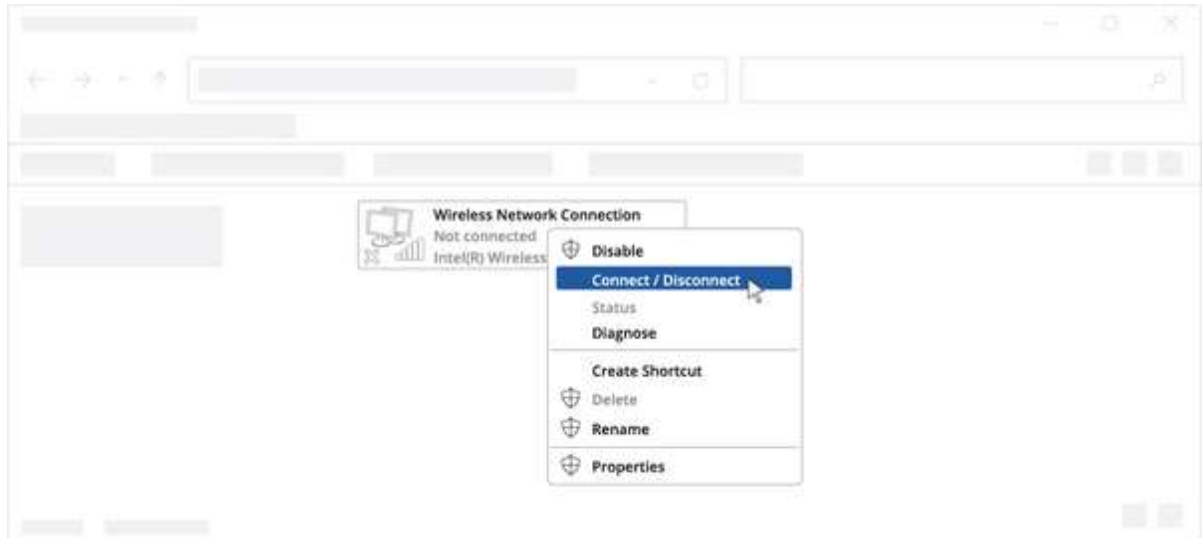 Wireless Network Connection
Not connected
Intel(R) Wireless
Disable
Connect / Disconnect
Status
Diagnose
Create Shortcut
Delete
Rename
Properties